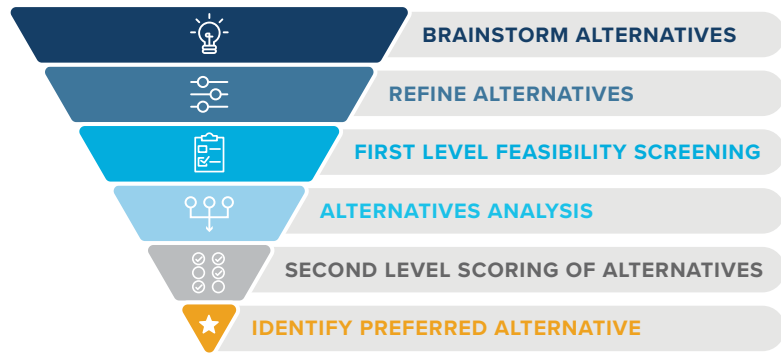 BRAINSTORM ALTERNATIVES
REFINE ALTERNATIVES
FIRST LEVEL FEASIBILITY SCREENING
ALTERNATIVES ANALYSIS
SECOND LEVEL SCORING OF ALTERNATIVES
IDENTIFY PREFERRED ALTERNATIVE